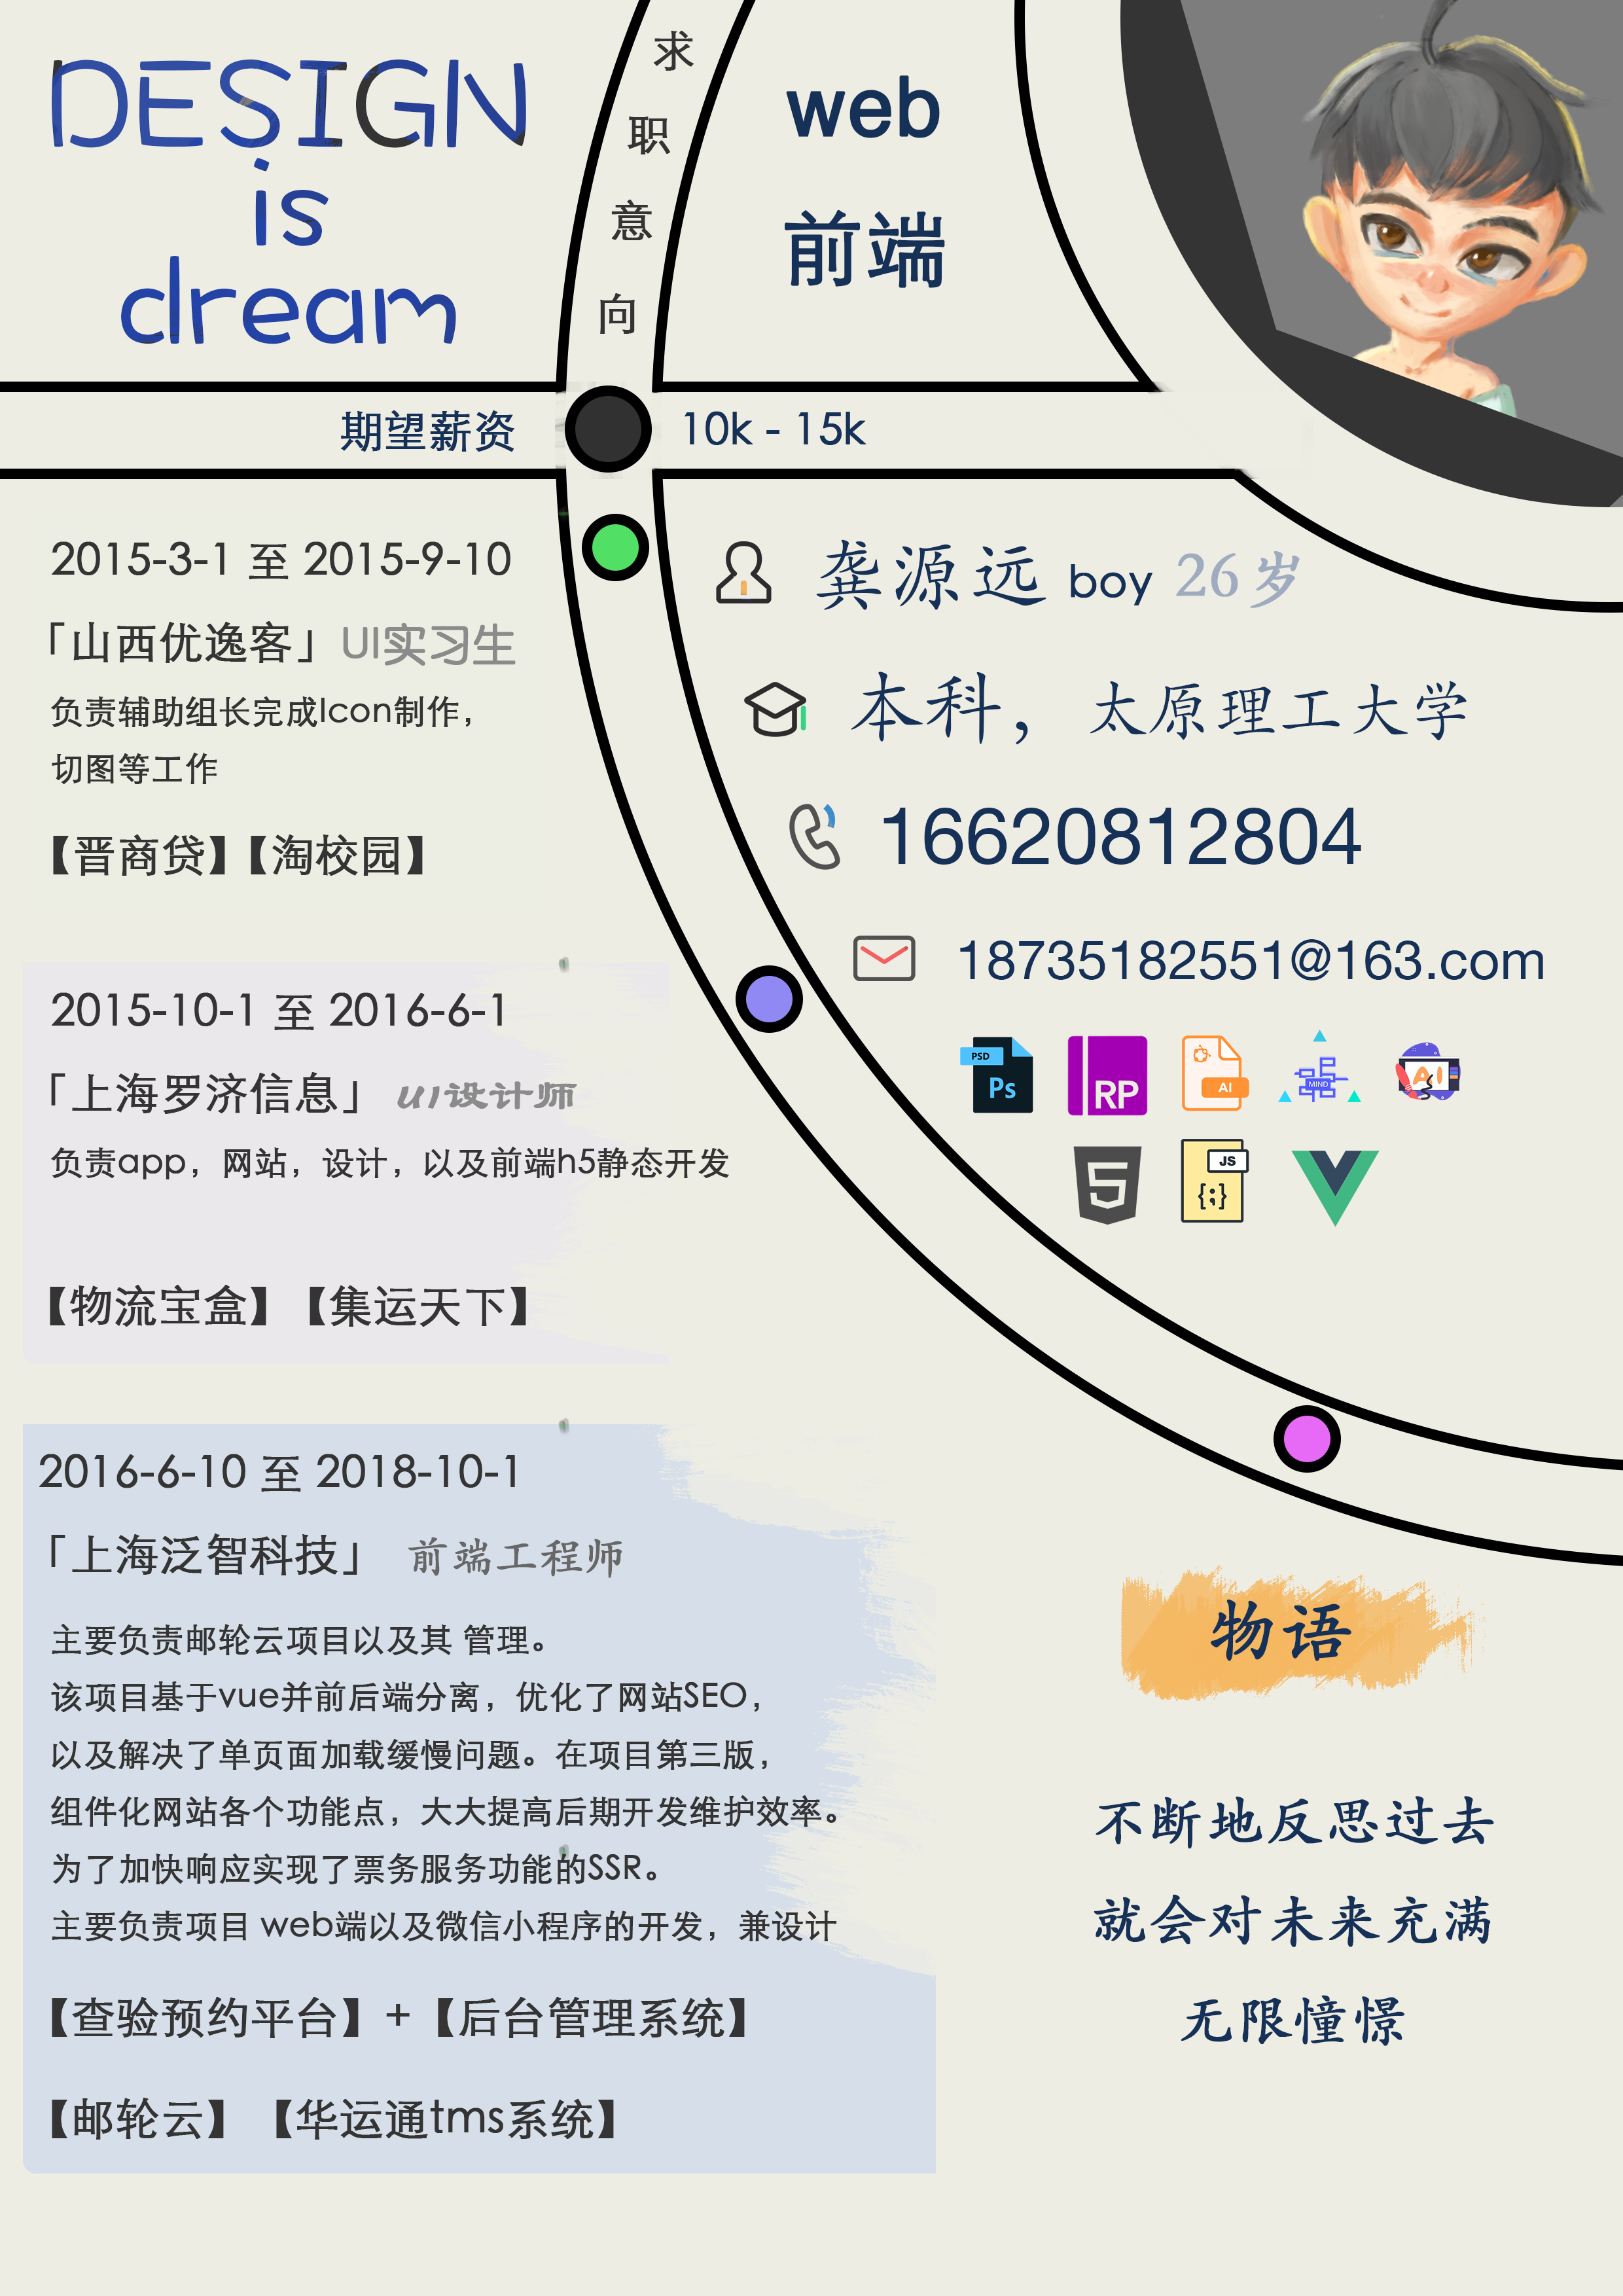 DESIGN
is
dream
求
职
意
向
web
前端
期望薪资
10k - 15k
2015-3-1 至 2015-9-10
「山西优逸客」 UI实习生
负责辅助组长完成Icon制作，
切图等工作
【晋商贷】【淘校园】
2015-10-1 至 2016-6-1
「上海罗济信息」 UI设计师
负责app，网站，设计，以及前端h5静态开发
【物流宝盒】 【集运天下】
2016-6-10 至 2018-10-1
「上海泛智科技」 前端工程师
主要负责邮轮云项目以及其 管理。
该项目基于vue并前后端分离，优化了网站SEO，
以及解决了单页面加载缓慢问题。在项目第三版，
组件化网站各个功能点，大大提高后期开发维护效率。
为了加快响应实现了票务服务功能的SSR。
主要负责项目 web端以及微信小程序的开发，兼设计
【查验预约平台】+【后台管理系统】
【邮轮云】 【华运通tms系统】
龚源远 boy 26岁
本科，太原理工大学
16620812804
18735182551@163.com
PSD
Ps
RP
AI
MIND
AI
5
JS
{;}
物语
不断地反思过去
就会对未来充满
无限憧憬